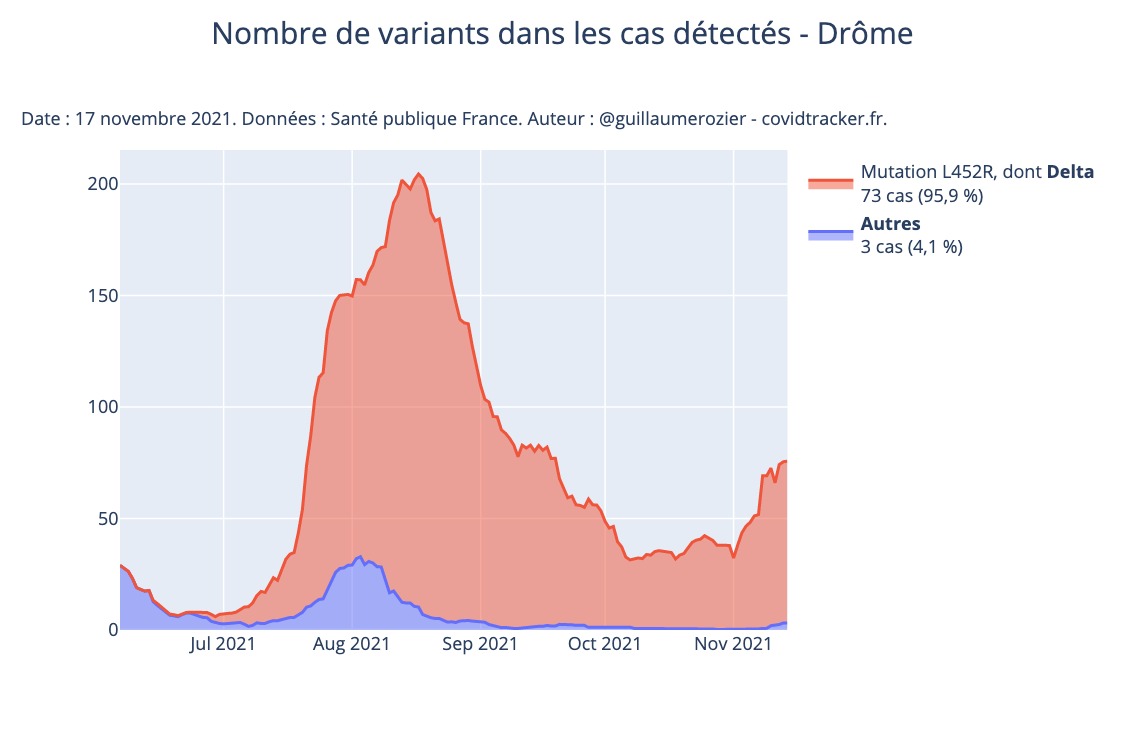 Nombre de variants dans les cas détectés - Drôme
Date : 17 novembre 2021. Données : Santé publique France. Auteur : @guillaumerozier - covidtracker.fr.
Mutation L452R, dont Delta
73 cas (95,9 %)
Autres
3 cas (4,1 %)
200
150
100
50
0
Jul 2021
Aug 2021
Sep 2021
Oct 2021
Nov 2021